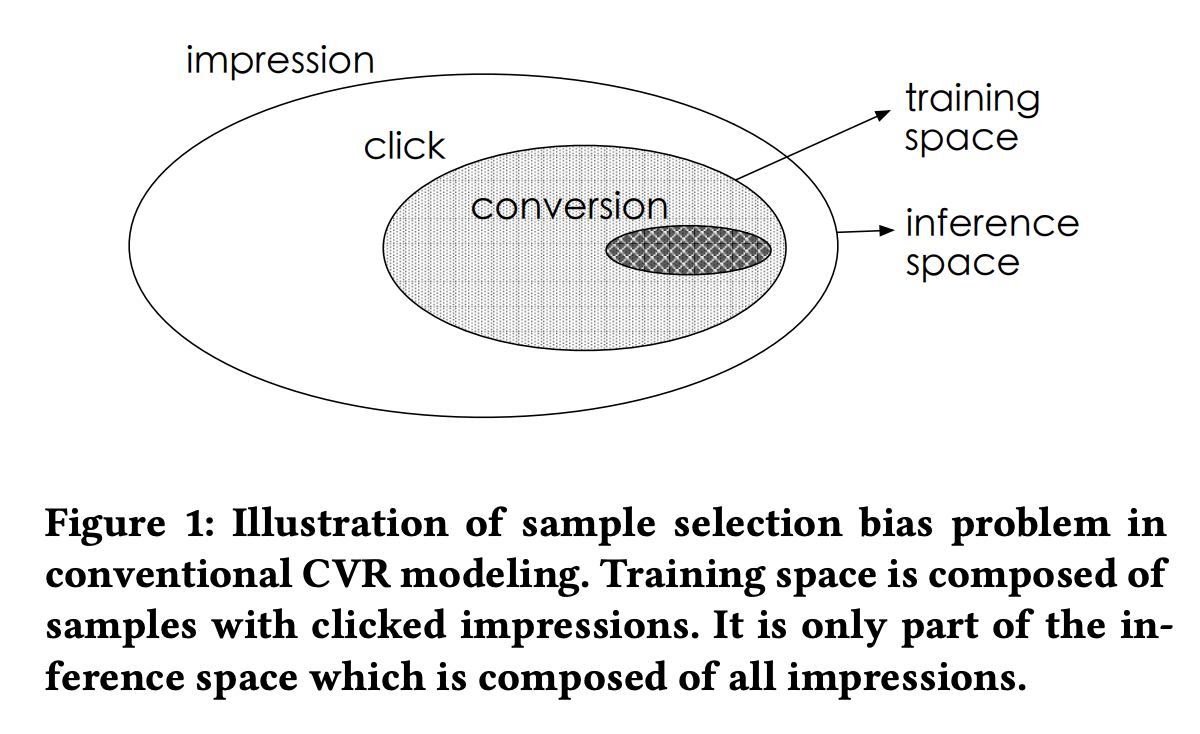 impression
click
conversion
training
space
inference
space
Figure 1: Illustration of sample selection bias problem in
conventional CVR modeling. Training space is composed of
samples with clicked impressions. It is only part of the in-
ference space which is composed of all impressions.